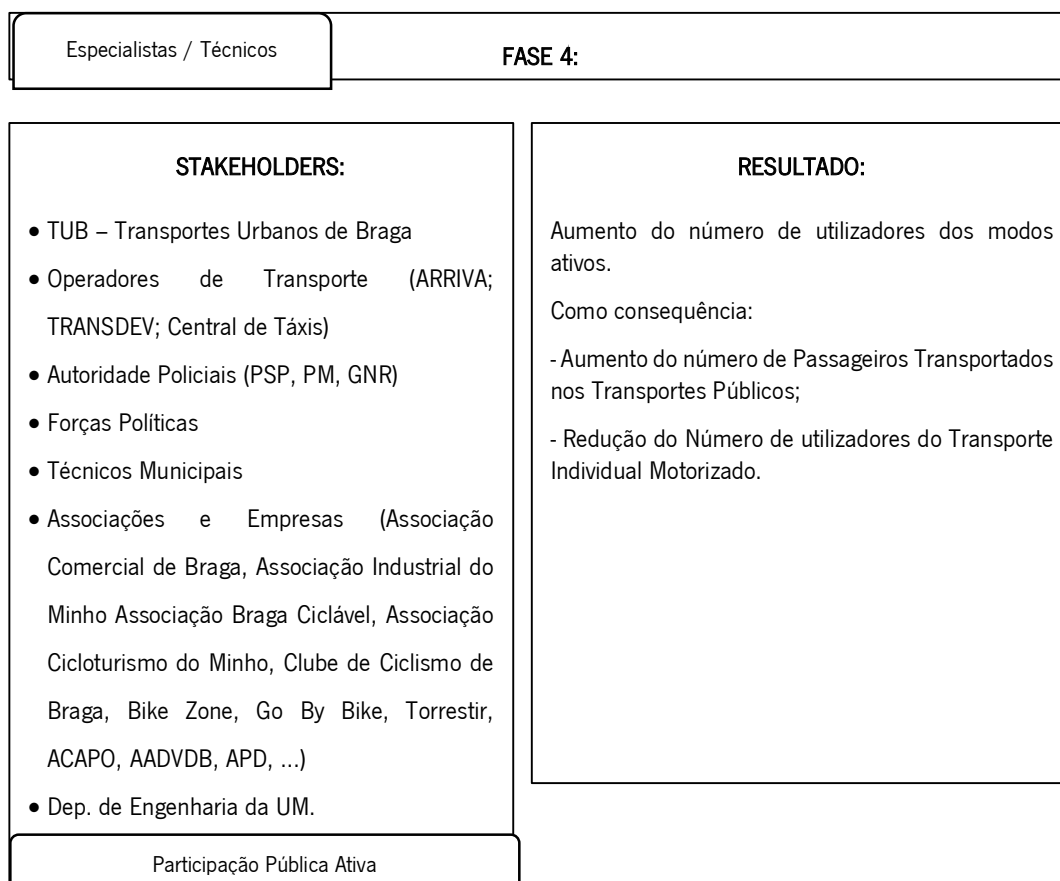 Especialistas / Técnicos
FASE 4:
STAKEHOLDERS:
• TUB – Transportes Urbanos de Braga
• Operadores de Transporte (ARRIVA;
TRANSDEV; Central de Táxis)
• Autoridade Policiais (PSP, PM, GNR)
• Forças Políticas
• Técnicos Municipais
• Associações e Empresas (Associação
Comercial de Braga, Associação Industrial do
Minho Associação Braga Ciclável, Associação
Cicloturismo do Minho, Clube de Ciclismo de
Braga, Bike Zone, Go By Bike, Torrestir,
ACAPO, AADVDB, APD, ...)
• Dep. de Engenharia da UM.
Participação Pública Ativa
RESULTADO:
Aumento do número de utilizadores dos modos
ativos.
Como consequência:
- Aumento do número de Passageiros Transportados
nos Transportes Públicos;
- Redução do Número de utilizadores do Transporte
Individual Motorizado.